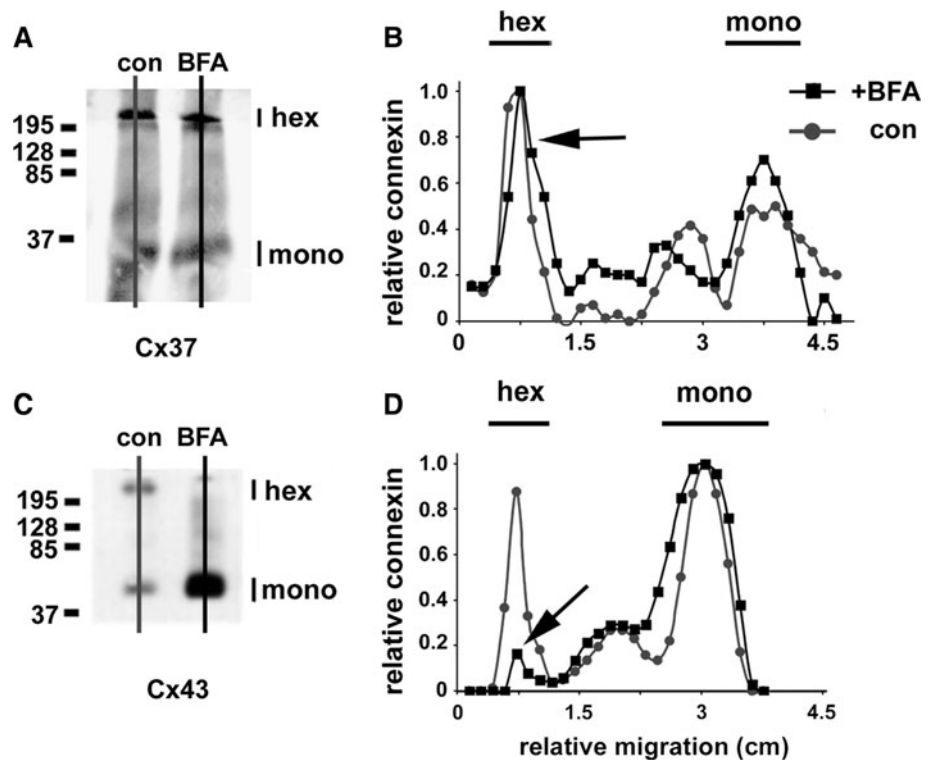 A
con BFA
195
128
85
37
hex
mono
Cx37
B
hex mono
+BFA
con
relative connexin
1.0
0.8
0.6
0.4
0.2
0
0 1.5 3 4.5
C
con BFA
195
128
85
37
hex
mono
Cx43
D
hex mono
relative connexin
1.0
0.8
0.6
0.4
0.2
0
0 1.5 3 4.5
relative migration (cm)